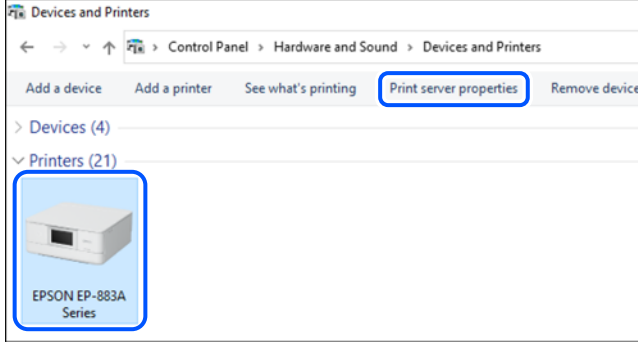 Devices and Printers
Control Panel > Hardware and Sound > Devices and Printers
Add a device Add a printer See what's printing Print server properties Remove device
Devices (4)
Printers (21)
EPSON EP-883A
Series